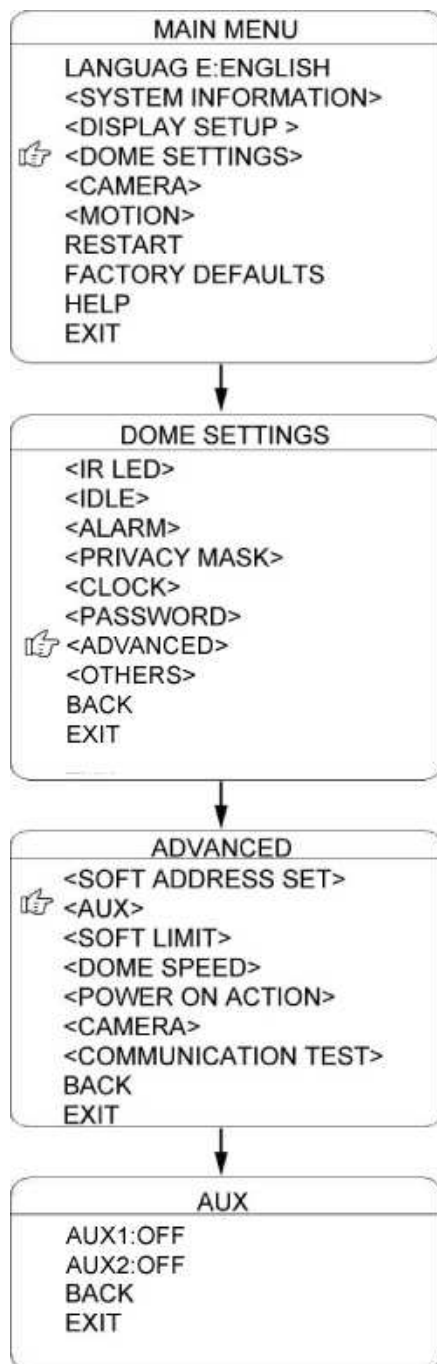 MAIN MENU
LANGUAG E:ENGLISH
<SYSTEM INFORMATION>
<DISPLAY SETUP >
<DOME SETTINGS>
<CAMERA>
<MOTION>
RESTART
FACTORY DEFAULTS
HELP
EXIT
DOME SETTINGS
<IR LED>
<IDLE>
<ALARM>
<PRIVACY MASK>
<CLOCK>
<PASSWORD>
<ADVANCED>
<OTHERS>
BACK
EXIT
ADVANCED
<SOFT ADDRESS SET>
<AUX>
<SOFT LIMIT>
<DOME SPEED>
<POWER ON ACTION>
<CAMERA>
<COMMUNICATION TEST>
BACK
EXIT
AUX
AUX1:OFF
AUX2:OFF
BACK
EXIT